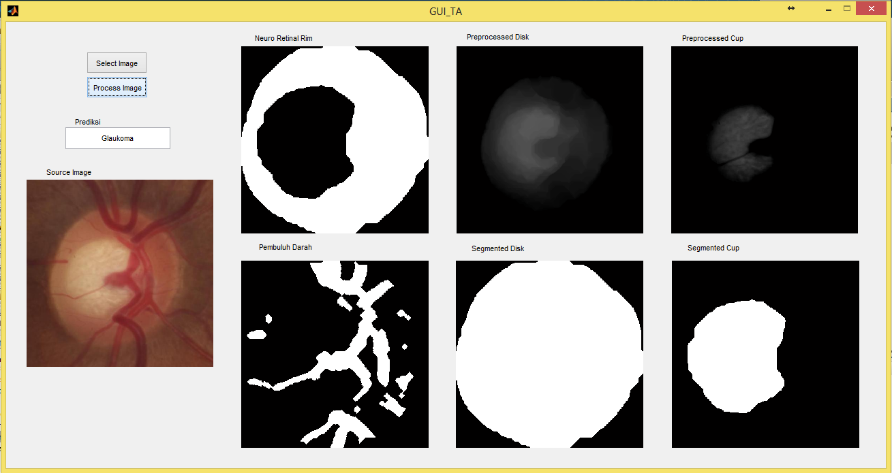 GUI_TA
Select Image
Process Image
Prediksi
Glaukoma
Source Image
Neuro Retinal Rim
Preprocessed Disk
Preprocessed Cup
Pembuluh Darah
Segmented Disk
Segmented Cup